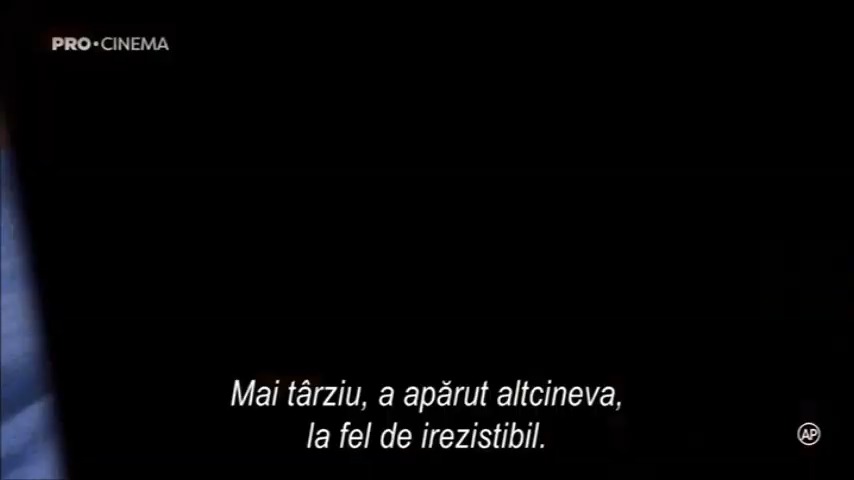 PRO•CINEMA
Mai târziu, a apărut altcineva,
la fel de irezistibil.
AP